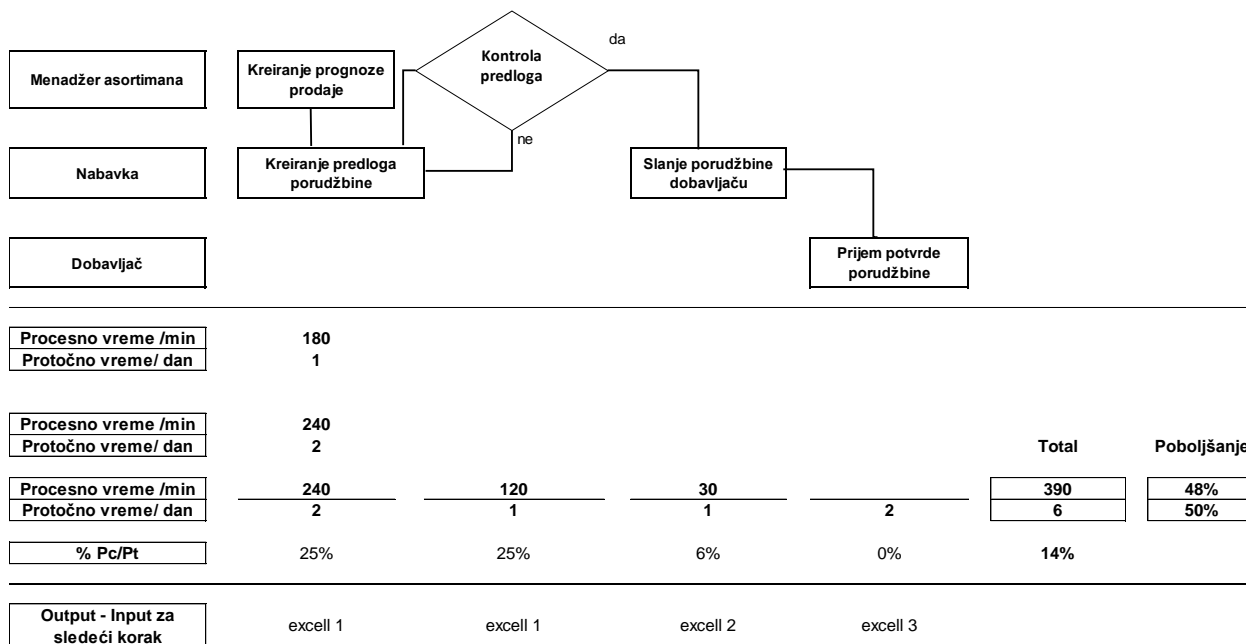 da
Menadžer asortimana
Kreiranje prognoze
prodaje
Kontrola
predloga
ne
Nabavka
Kreiranje predloga
porudžbine
Slanje porudžbine
dobavljaču
Dobavljač
Prijem potvrde
porudžbine
Procesno vreme /min 180
Protočno vreme/ dan 1
Procesno vreme /min 240
Protočno vreme/ dan 2 Total Poboljšanje
Procesno vreme /min 240 120 30 390 48%
Protočno vreme/ dan 2 1 1 2 6 50%
% Pc/Pt 25% 25% 6% 0% 14%
Output - Input za
sledeći korak
excell 1 excell 1 excell 2 excell 3